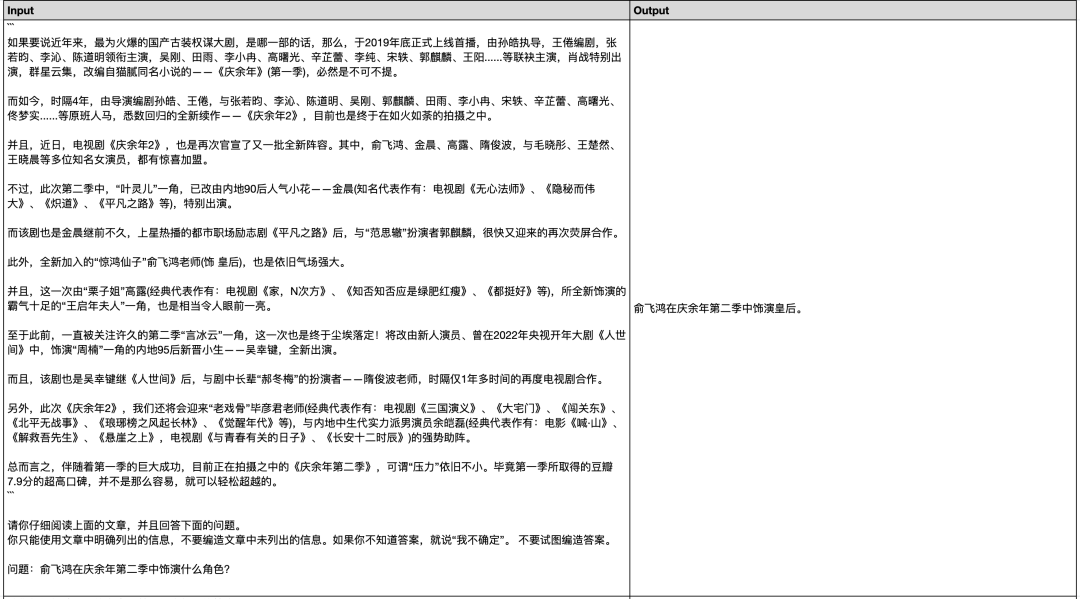 Input
Output
```
如果要说近年来，最为火爆的国产古装权谋大剧，是哪一部的话，那么，于2019年底正式上线首播，由孙皓执导，王倦编剧，张
若昀、李沁、陈道明领衔主演，吴刚、田雨、李小冉、高曙光、辛芷蕾、李纯、宋轶、郭麒麟、王阳......等联袂主演，肖战特别出
演，群星云集，改编自猫腻同名小说的——《庆余年》(第一季)，必然是不可不提。
而如今，时隔4年，由导演编剧孙皓、王倦，与张若昀、李沁、陈道明、吴刚、郭麒麟、田雨、李小冉、宋轶、辛芷蕾、高曙光、
佟梦实......等原班人马，悉数回归的全新续作——《庆余年2》，目前也是终于在如火如荼的拍摄之中。
并且，近日，电视剧《庆余年2》，也是再次官宣了又一批全新阵容。其中，俞飞鸿、金晨、高露、隋俊波，与毛晓彤、王楚然、
王晓晨等多位知名女演员，都有惊喜加盟。
不过，此次第二季中，“叶灵儿”一角，已改由内地90后人气小花——金晨(知名代表作有：电视剧《无心法师》、《隐秘而伟
大》、《炽道》、《平凡之路》等)，特别出演。
而该剧也是金晨继前不久，上星热播的都市职场励志剧《平凡之路》后，与“范思辙”扮演者郭麒麟，很快又迎来的再次荧屏合作。
此外，全新加入的“惊鸿仙子”俞飞鸿老师(饰 皇后)，也是依旧气场强大。
并且，这一次由“栗子姐”高露(经典代表作有：电视剧《家，N次方》、《知否知否应是绿肥红瘦》、《都挺好》等)，所全新饰演的
霸气十足的“王启年夫人”一角，也是相当令人眼前一亮。
至于此前，一直被关注许久的第二季“言冰云”一角，这一次也是终于尘埃落定！将改由新人演员、曾在2022年央视开年大剧《人世
间》中，饰演“周楠”一角的内地95后新晋小生——吴幸键，全新出演。
而且，该剧也是吴幸键继《人世间》后，与剧中长辈“郝冬梅”的扮演者——隋俊波老师，时隔仅1年多时间的再度电视剧合作。
另外，此次《庆余年2》，我们还将会迎来“老戏骨”毕彦君老师(经典代表作有：电视剧《三国演义》、《大宅门》、《闯关东》、
《北平无战事》、《琅琊榜之风起长林》、《觉醒年代》等)，与内地中生代实力派男演员余皑磊(经典代表作有：电影《喊·山》、
《解救吾先生》、《悬崖之上》，电视剧《与青春有关的日子》、《长安十二时辰》)的强势助阵。
总而言之，伴随着第一季的巨大成功，目前正在拍摄之中的《庆余年第二季》，可谓“压力”依旧不小。毕竟第一季所取得的豆瓣
7.9分的超高口碑，并不是那么容易，就可以轻松超越的。
```
请你仔细阅读上面的文章，并且回答下面的问题。
你只能使用文章中明确列出的信息，不要编造文章中未列出的信息。如果你不知道答案，就说“我不确定”。 不要试图编造答案。
问题：俞飞鸿在庆余年第二季中饰演什么角色?
俞飞鸿在庆余年第二季中饰演皇后。